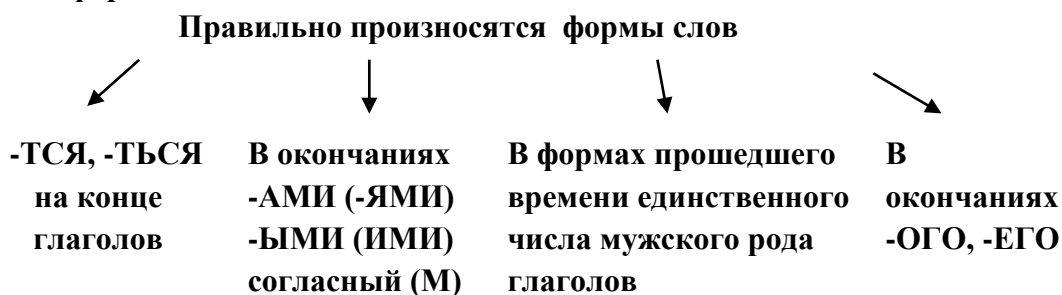 Правильно произносятся формы слов
-ТСЯ, -ТЬСЯ
на конце
глаголов
В окончаниях
-АМИ (-ЯМИ)
-ЫМИ (ИМИ)
согласный (М)
В формах прошедшего
времени единственного
числа мужского рода
глаголов
В
окончаниях
-ОГО, -ЕГО